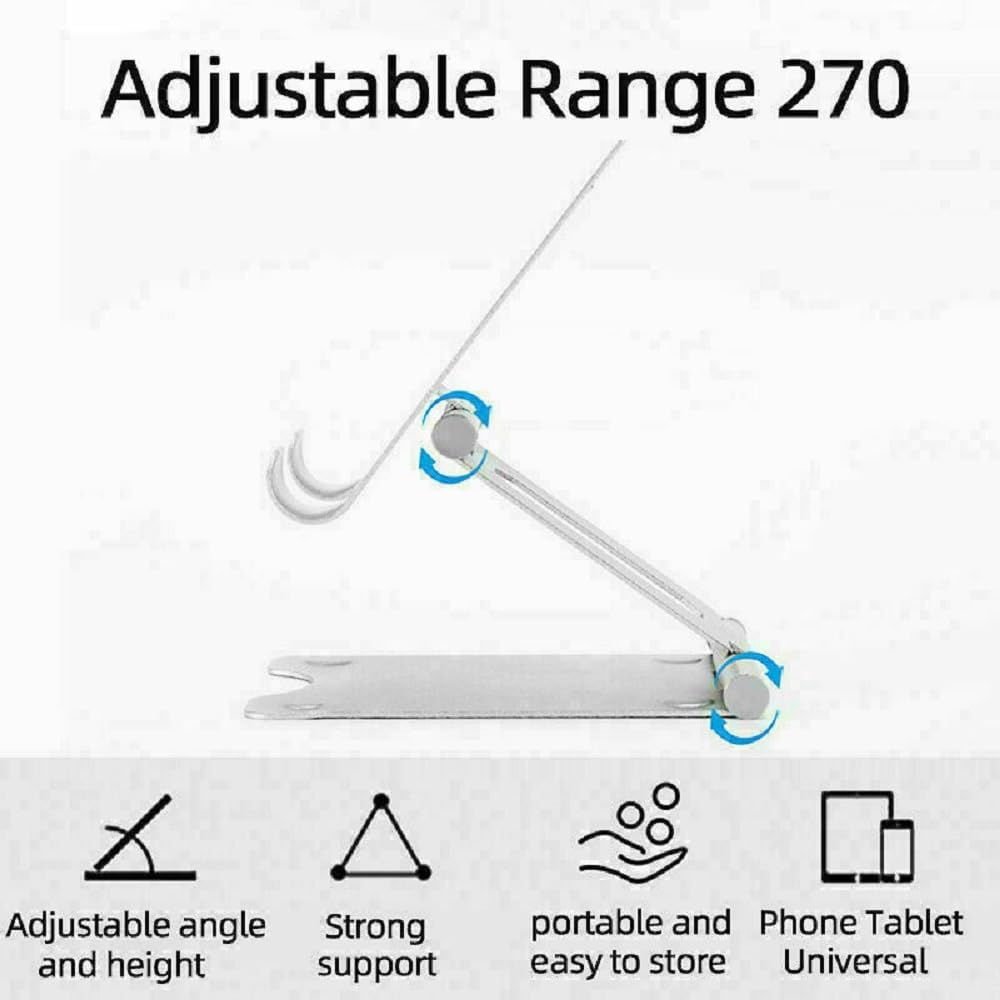 Adjustable Range 270
Adjustable angle
and height
Strong
support
portable and
easy to store
Phone Tablet
Universal